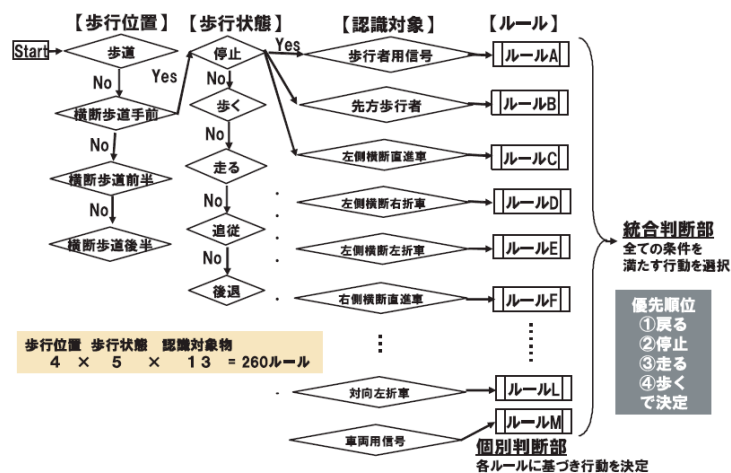 【歩行位置】 【歩行状態】 【認識対象】 【ルール】
Start
歩道
No
横断歩道手前
Yes
No
横断歩道前半
No
横断歩道後半
停止
Yes
No
歩く
No
走る
No
追従
No
後退
歩行者用信号
ルールA
先方歩行者
ルールB
左側横断直進車
ルールC
左側横断右折車
ルールD
左側横断左折車
ルールE
右側横断直進車
ルールF
対向左折車
ルールL
車両用信号
ルールM
個別判断部
各ルールに基づき行動を決定
統合判断部
全ての条件を
満たす行動を選択
優先順位
①戻る
②停止
③走る
④歩く
で決定
歩行位置 歩行状態 認識対象物
4 × 5 × 13 = 260ルール